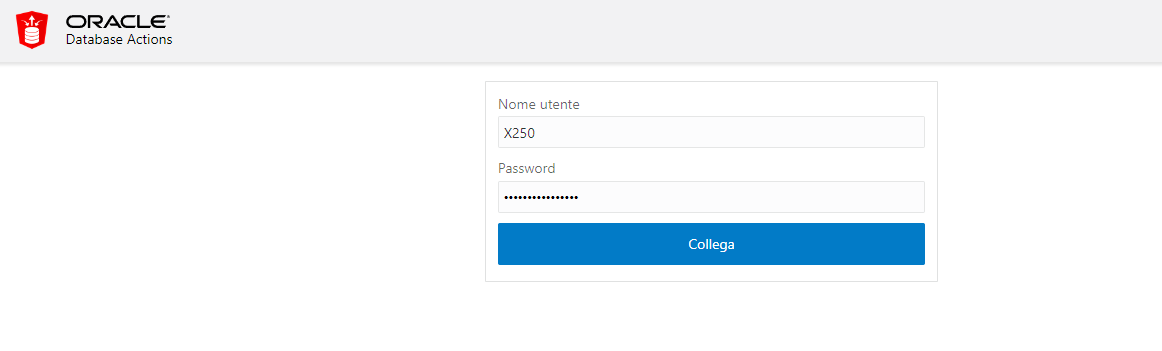 ORACLE
Database Actions
Nome utente
X250
Password
••••••••••••••••
Collega